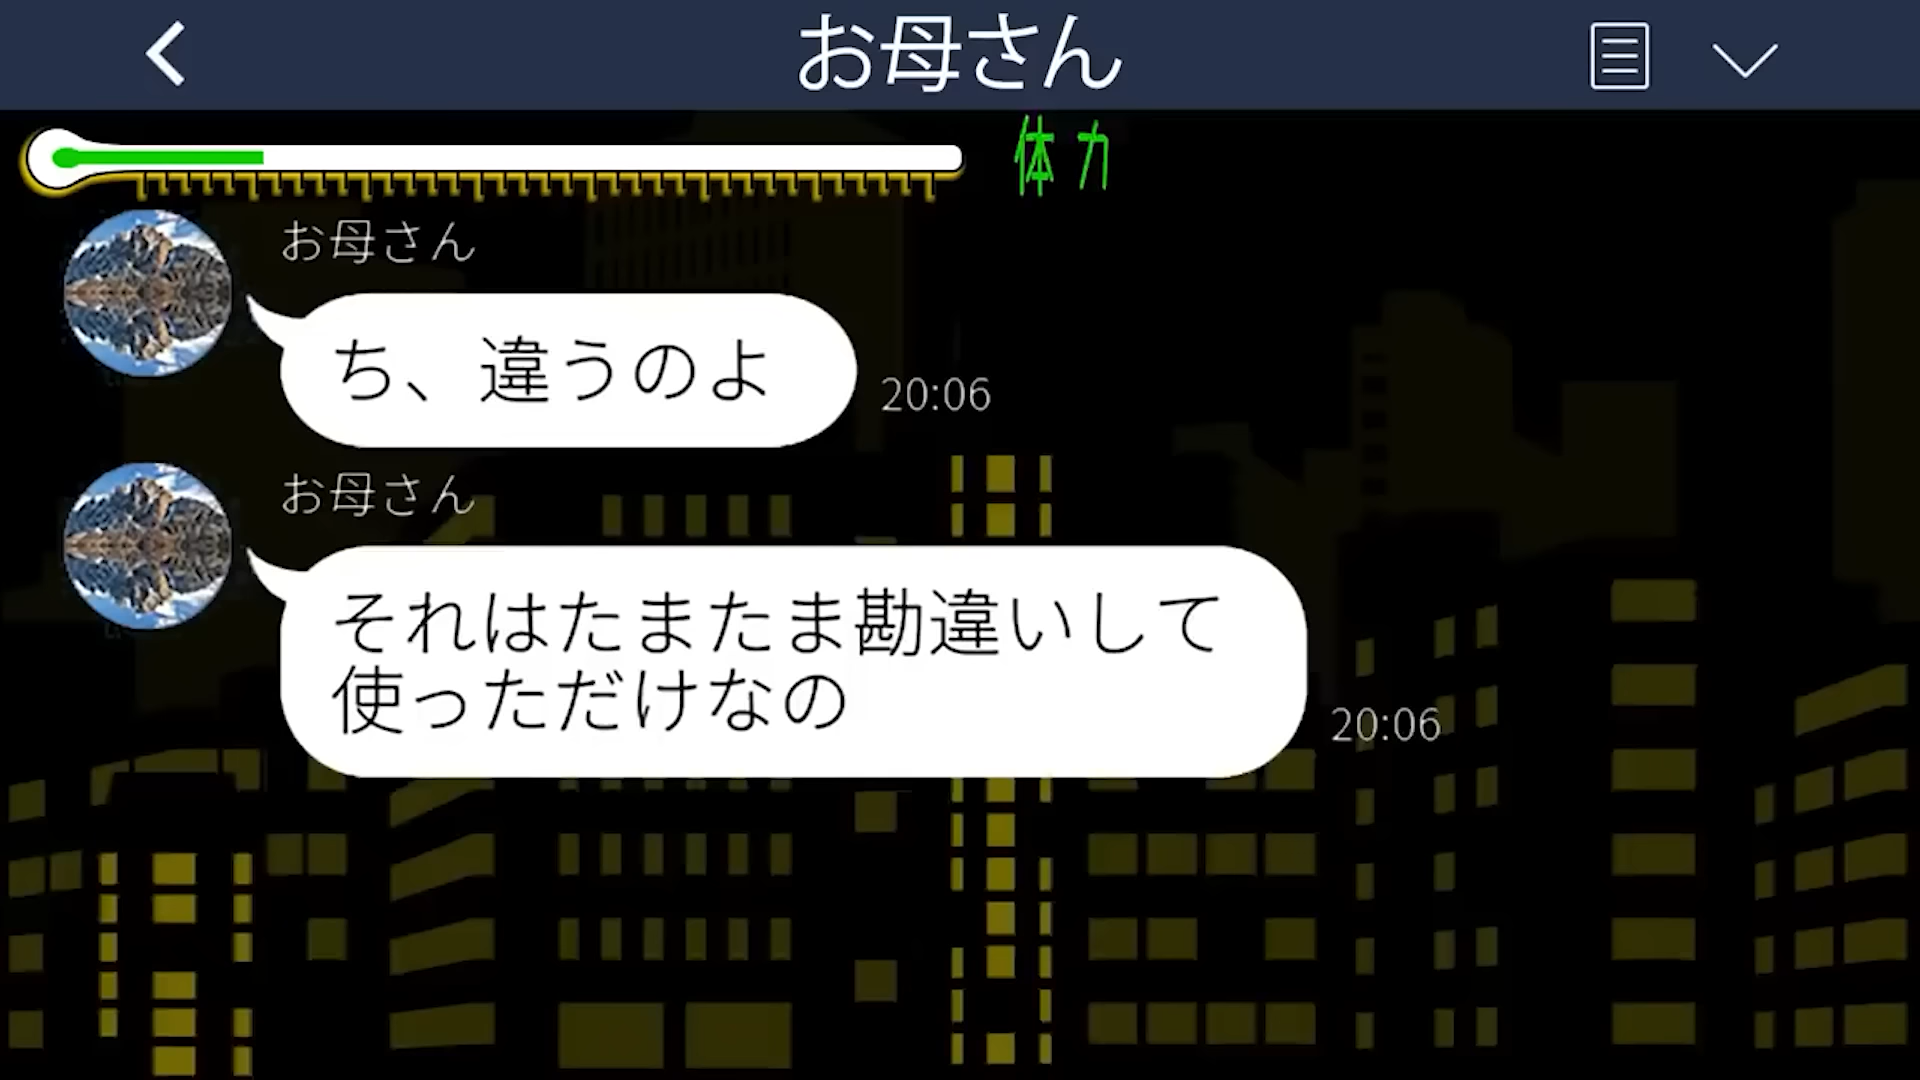 お母さん
体力
お母さん
ち、違うのよ
20:06
お母さん
それはたまたま勘違いして
使っただけなの
20:06